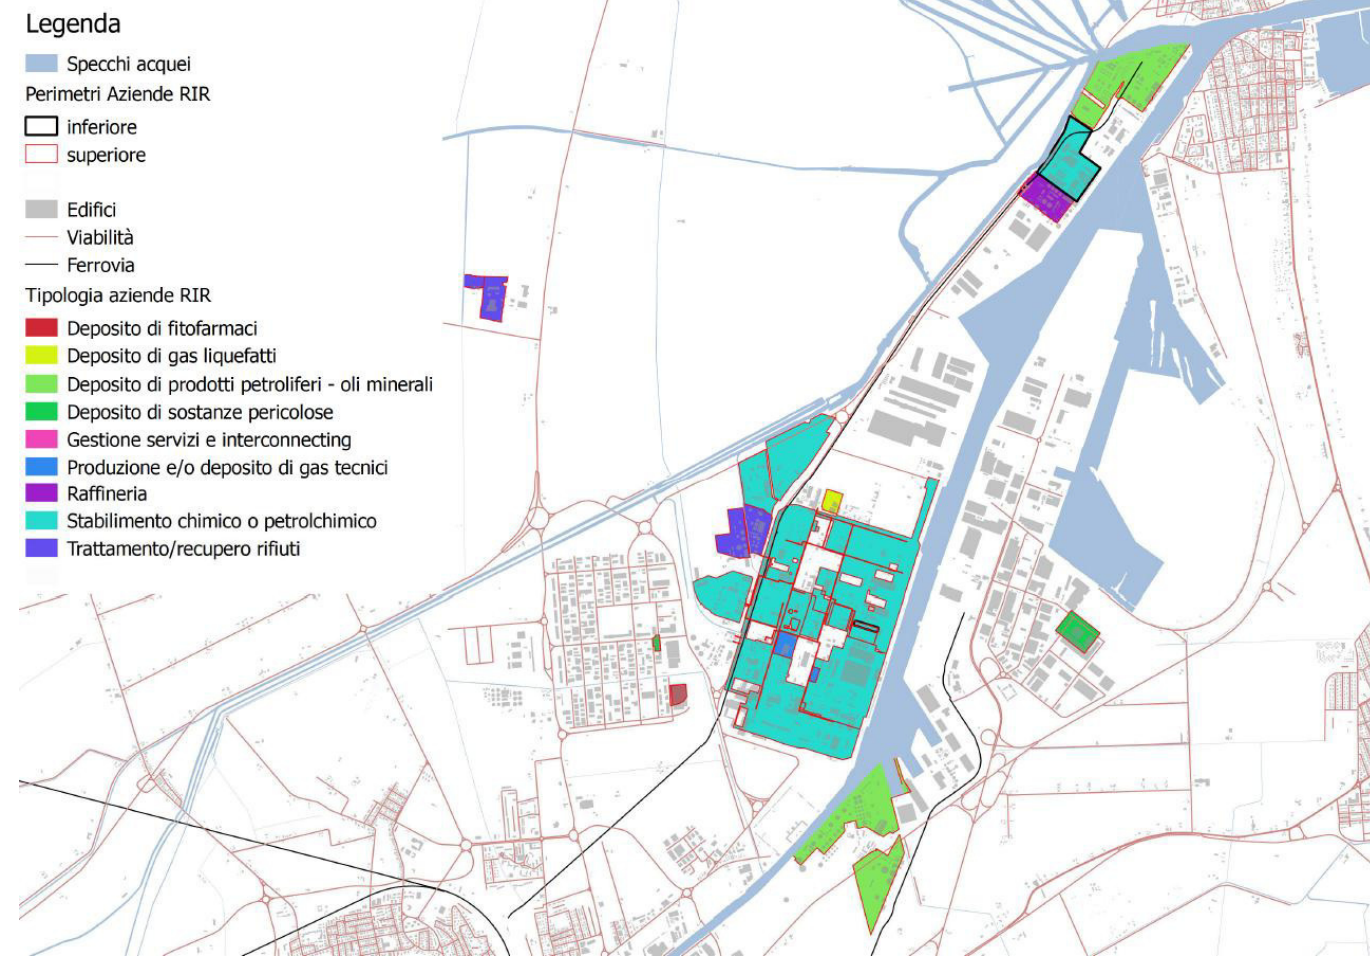 Legenda
Specchi acquei
Perimetri Aziende RIR
inferiore
superiore
Edifici
Viabilità
Ferrovia
Tipologia aziende RIR
Deposito di fitofarmaci
Deposito di gas liquefatti
Deposito di prodotti petroliferi - oli minerali
Deposito di sostanze pericolose
Gestione servizi e interconnecting
Produzione e/o deposito di gas tecnici
Raffineria
Stabilimento chimico o petrolchimico
Trattamento/recupero rifiuti